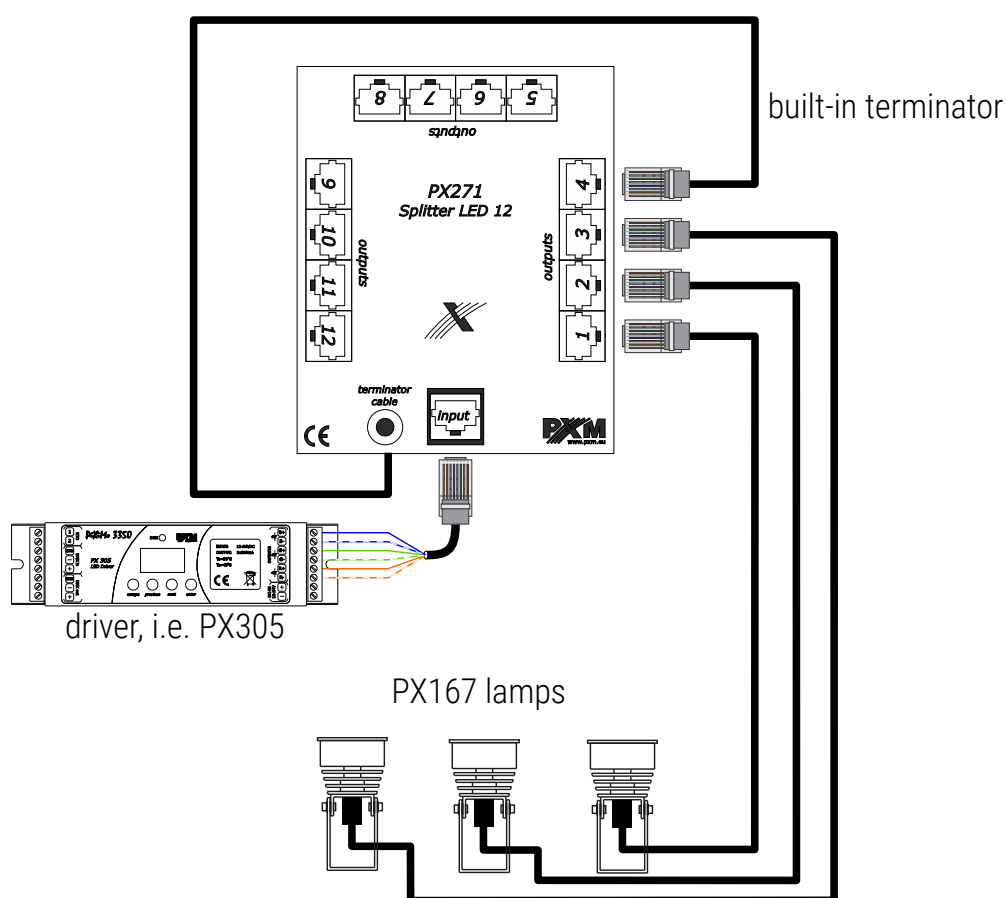 8 7 6 5
outputs
built-in terminator
9
10
11
12
outputs
PX271
Splitter LED 12
4
3
2
1
outputs
terminator
cable
input
CE
PXM
www.pxm.eu
PX 305
LED Driver
PXM
CE
driver, i.e. PX305
PX167 lamps